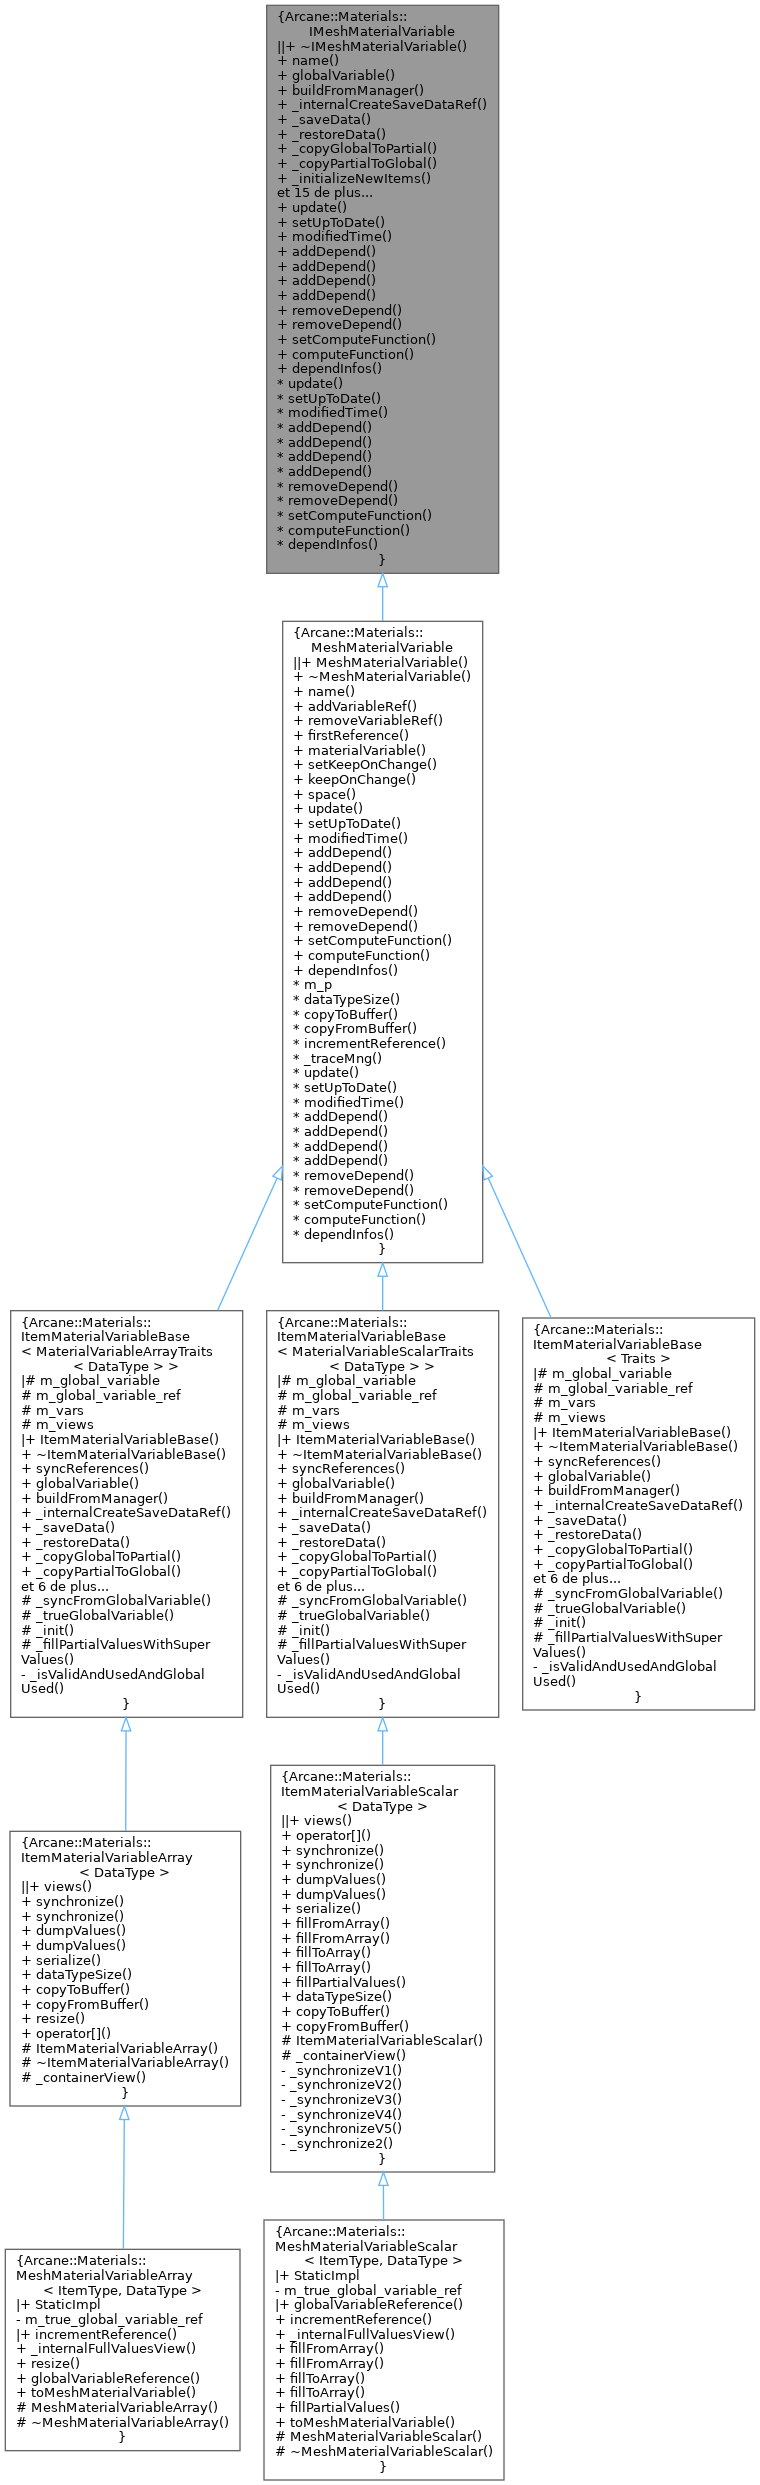 {Arcane::Materials::
IMeshMaterialVariable
||+ ~IMeshMaterialVariable()
+ name()
+ globalVariable()
+ buildFromManager()
+ _internalCreateSaveDataRef()
+ _saveData()
+ _restoreData()
+ _copyGlobalToPartial()
+ _copyPartialToGlobal()
+ _initializeNewItems()
et 15 de plus...
+ update()
+ setUpToDate()
+ modifiedTime()
+ addDepend()
+ addDepend()
+ addDepend()
+ addDepend()
+ removeDepend()
+ removeDepend()
+ setComputeFunction()
+ computeFunction()
+ dependInfos()
* update()
* setUpToDate()
* modifiedTime()
* addDepend()
* addDepend()
* addDepend()
* addDepend()
* removeDepend()
* removeDepend()
* setComputeFunction()
* computeFunction()
* dependInfos()
}
{Arcane::Materials::
MeshMaterialVariable
||+ MeshMaterialVariable()
+ ~MeshMaterialVariable()
+ name()
+ addVariableRef()
+ removeVariableRef()
+ firstReference()
+ materialVariable()
+ setKeepOnChange()
+ keepOnChange()
+ space()
+ update()
+ setUpToDate()
+ modifiedTime()
+ addDepend()
+ addDepend()
+ addDepend()
+ addDepend()
+ removeDepend()
+ removeDepend()
+ setComputeFunction()
+ computeFunction()
+ dependInfos()
* m_p
* dataTypeSize()
* copyToBuffer()
* copyFromBuffer()
* incrementReference()
* _traceMng()
* update()
* setUpToDate()
* modifiedTime()
* addDepend()
* addDepend()
* addDepend()
* addDepend()
* removeDepend()
* removeDepend()
* setComputeFunction()
* computeFunction()
* dependInfos()
}
{Arcane::Materials::
ItemMaterialVariableBase
< MaterialVariableArrayTraits
< DataType > >
|# m_global_variable
# m_global_variable_ref
# m_vars
# m_views
|+ ItemMaterialVariableBase()
+ ~ItemMaterialVariableBase()
+ syncReferences()
+ globalVariable()
+ buildFromManager()
+ _internalCreateSaveDataRef()
+ _saveData()
+ _restoreData()
+ _copyGlobalToPartial()
+ _copyPartialToGlobal()
et 6 de plus...
# _syncFromGlobalVariable()
# _trueGlobalVariable()
# _init()
# _fillPartialValuesWithSuper
Values()
- _isValidAndUsedAndGlobal
Used()
}
{Arcane::Materials::
ItemMaterialVariableBase
< MaterialVariableScalarTraits
< DataType > >
|# m_global_variable
# m_global_variable_ref
# m_vars
# m_views
|+ ItemMaterialVariableBase()
+ ~ItemMaterialVariableBase()
+ syncReferences()
+ globalVariable()
+ buildFromManager()
+ _internalCreateSaveDataRef()
+ _saveData()
+ _restoreData()
+ _copyGlobalToPartial()
+ _copyPartialToGlobal()
et 6 de plus...
# _syncFromGlobalVariable()
# _trueGlobalVariable()
# _init()
# _fillPartialValuesWithSuper
Values()
- _isValidAndUsedAndGlobal
Used()
}
{Arcane::Materials::
ItemMaterialVariableBase
< Traits >
|# m_global_variable
# m_global_variable_ref
# m_vars
# m_views
|+ ItemMaterialVariableBase()
+ ~ItemMaterialVariableBase()
+ syncReferences()
+ globalVariable()
+ buildFromManager()
+ _internalCreateSaveDataRef()
+ _saveData()
+ _restoreData()
+ _copyGlobalToPartial()
+ _copyPartialToGlobal()
et 6 de plus...
# _syncFromGlobalVariable()
# _trueGlobalVariable()
# _init()
# _fillPartialValuesWithSuper
Values()
- _isValidAndUsedAndGlobal
Used()
}
{Arcane::Materials::
ItemMaterialVariableArray
< DataType >
||+ views()
+ synchronize()
+ synchronize()
+ dumpValues()
+ dumpValues()
+ serialize()
+ dataTypeSize()
+ copyToBuffer()
+ copyFromBuffer()
+ resize()
+ operator[]()
# ItemMaterialVariableArray()
# ~ItemMaterialVariableArray()
# _containerView()
}
{Arcane::Materials::
ItemMaterialVariableScalar
< DataType >
||+ views()
+ operator[]()
+ synchronize()
+ synchronize()
+ dumpValues()
+ dumpValues()
+ serialize()
+ fillFromArray()
+ fillFromArray()
+ fillToArray()
+ fillToArray()
+ fillPartialValues()
+ dataTypeSize()
+ copyToBuffer()
+ copyFromBuffer()
# ItemMaterialVariableScalar()
# _containerView()
- _synchronizeV1()
- _synchronizeV2()
- _synchronizeV3()
- _synchronizeV4()
- _synchronizeV5()
- _synchronize2()
}
{Arcane::Materials::
MeshMaterialVariableArray
< ItemType, DataType >
|+ StaticImpl
- m_true_global_variable_ref
|+ incrementReference()
+ _internalFullValuesView()
+ resize()
+ globalVariableReference()
+ toMeshMaterialVariable()
# MeshMaterialVariableArray()
# ~MeshMaterialVariableArray()
}
{Arcane::Materials::
MeshMaterialVariableScalar
< ItemType, DataType >
|+ StaticImpl
- m_true_global_variable_ref
|+ globalVariableReference()
+ incrementReference()
+ _internalFullValuesView()
+ fillFromArray()
+ fillFromArray()
+ fillToArray()
+ fillToArray()
+ fillPartialValues()
+ toMeshMaterialVariable()
# MeshMaterialVariableScalar()
# ~MeshMaterialVariableScalar()
}